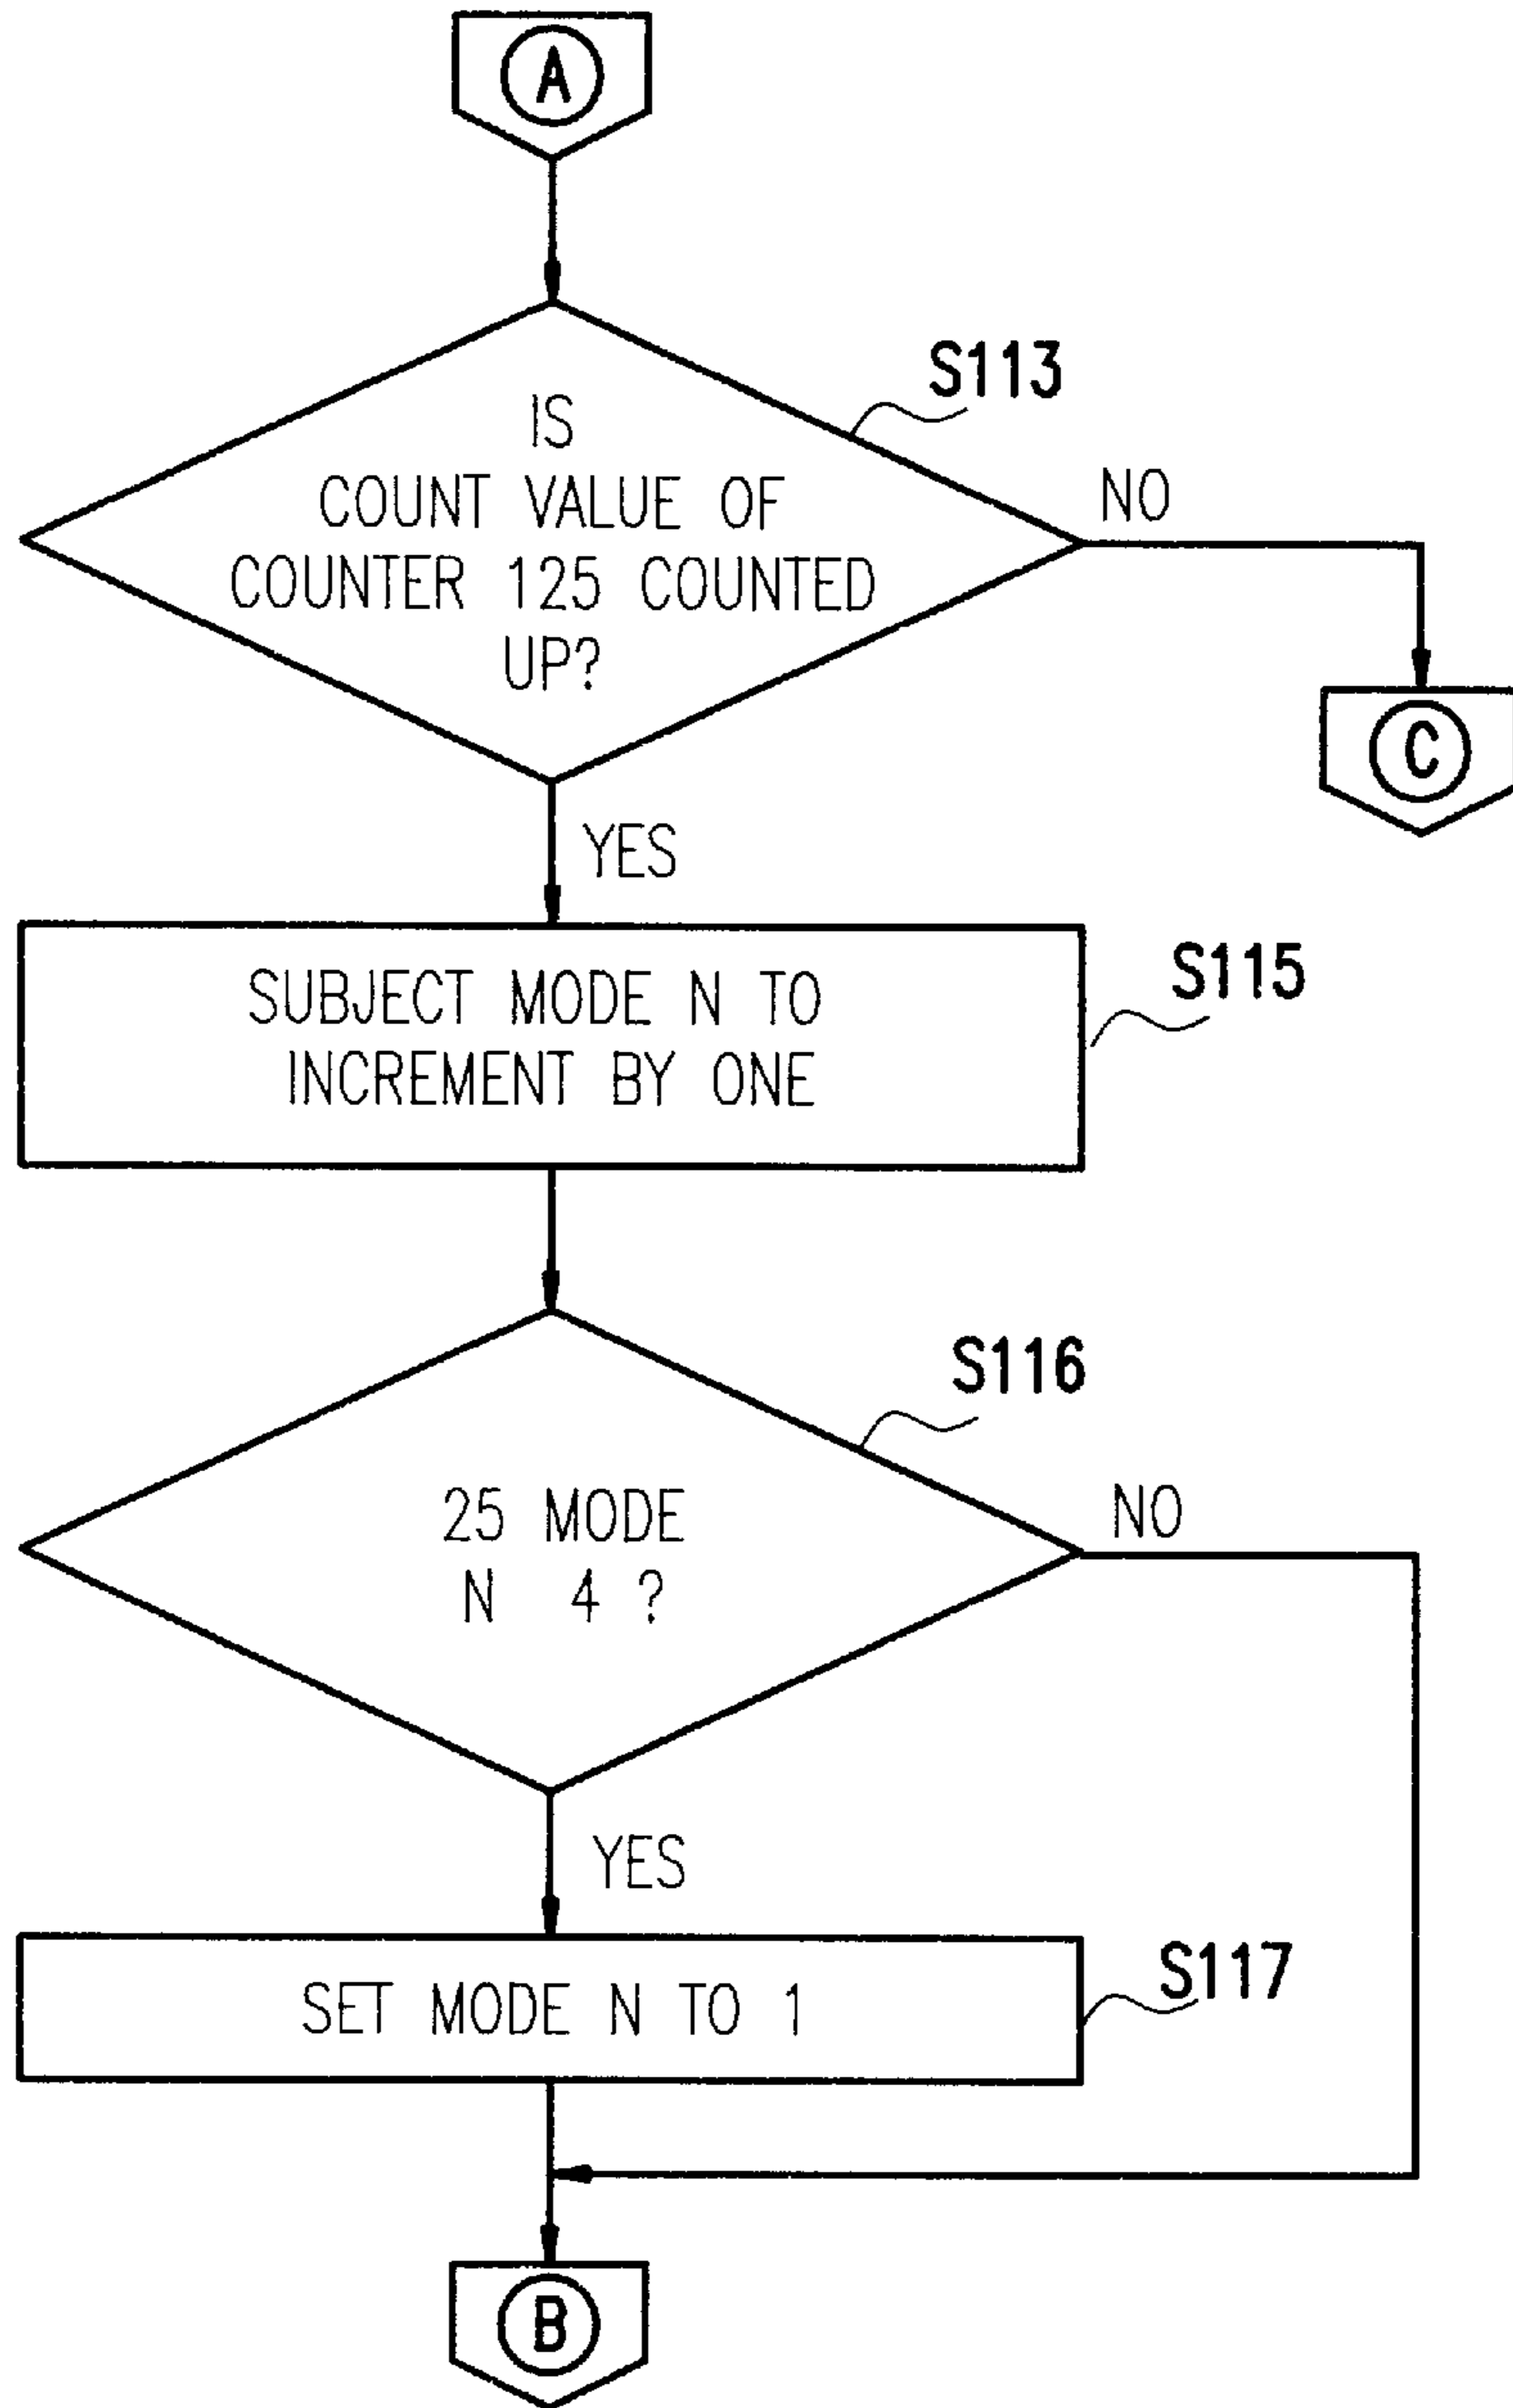 A
S113
IS
COUNT VALUE OF
COUNTER 125 COUNTED
UP?
NO
C
YES
S115
SUBJECT MODE N TO
INCREMENT BY ONE
S116
25 MODE
N 4 ?
NO
YES
S117
SET MODE N TO 1
B